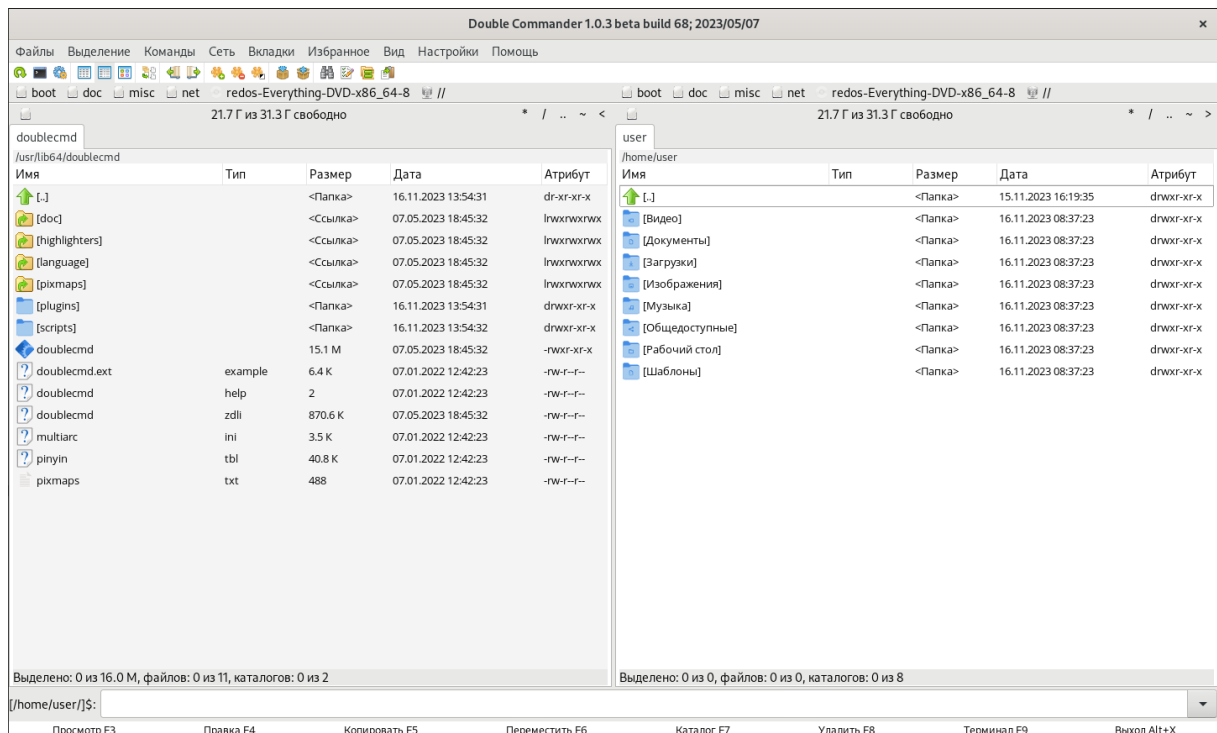 Double Commander 1.0.3 beta build 68; 2023/05/07 ×
Файлы Выделение Команды Сеть Вкладки Избранное Вид Настройки Помощь
boot doc misc net redos-Everything-DVD-x86_64-8 // boot doc misc net redos-Everything-DVD-x86_64-8 //
21.7 Г из 31.3 Г свободно * / .. ~ < 21.7 Г из 31.3 Г свободно * / .. ~ >
doublecmd
/usr/lib64/doublecmd
Имя Тип Размер Дата Атрибут
[..] <Папка> 16.11.2023 13:54:31 dr-xr-xr-x
[doc] <Ссылка> 07.05.2023 18:45:32 lrwxrwxrwx
[highlighters] <Ссылка> 07.05.2023 18:45:32 lrwxrwxrwx
[language] <Ссылка> 07.05.2023 18:45:32 lrwxrwxrwx
[pixmaps] <Ссылка> 07.05.2023 18:45:32 lrwxrwxrwx
[plugins] <Папка> 16.11.2023 13:54:31 drwxr-xr-x
[scripts] <Папка> 16.11.2023 13:54:32 drwxr-xr-x
doublecmd 15.1 M 07.05.2023 18:45:32 -rwxr-xr-x
doublecmd.ext example 6.4 K 07.01.2022 12:42:23 -rw-r--r--
doublecmd help 2 07.01.2022 12:42:23 -rw-r--r--
doublecmd zdli 870.6 K 07.05.2023 18:45:32 -rw-r--r--
multiarc ini 3.5 K 07.01.2022 12:42:23 -rw-r--r--
pinyin tbl 40.8 K 07.01.2022 12:42:23 -rw-r--r--
pixmaps txt 488 07.01.2022 12:42:23 -rw-r--r--
Выделено: 0 из 16.0 M, файлов: 0 из 11, каталогов: 0 из 2
user
/home/user
Имя Тип Размер Дата Атрибут
[..] <Папка> 15.11.2023 16:19:35 drwxr-xr-x
[Видео] <Папка> 16.11.2023 08:37:23 drwxr-xr-x
[Документы] <Папка> 16.11.2023 08:37:23 drwxr-xr-x
[Загрузки] <Папка> 16.11.2023 08:37:23 drwxr-xr-x
[Изображения] <Папка> 16.11.2023 08:37:23 drwxr-xr-x
[Музыка] <Папка> 16.11.2023 08:37:23 drwxr-xr-x
[Общедоступные] <Папка> 16.11.2023 08:37:23 drwxr-xr-x
[Рабочий стол] <Папка> 16.11.2023 08:37:23 drwxr-xr-x
[Шаблоны] <Папка> 16.11.2023 08:37:23 drwxr-xr-x
Выделено: 0 из 0, файлов: 0 из 0, каталогов: 0 из 8
[/home/user/]$:
Просмотр F3 Правка F4 Копировать F5 Переместить F6 Каталог F7 Удалить F8 Терминал F9 Выход Alt+X